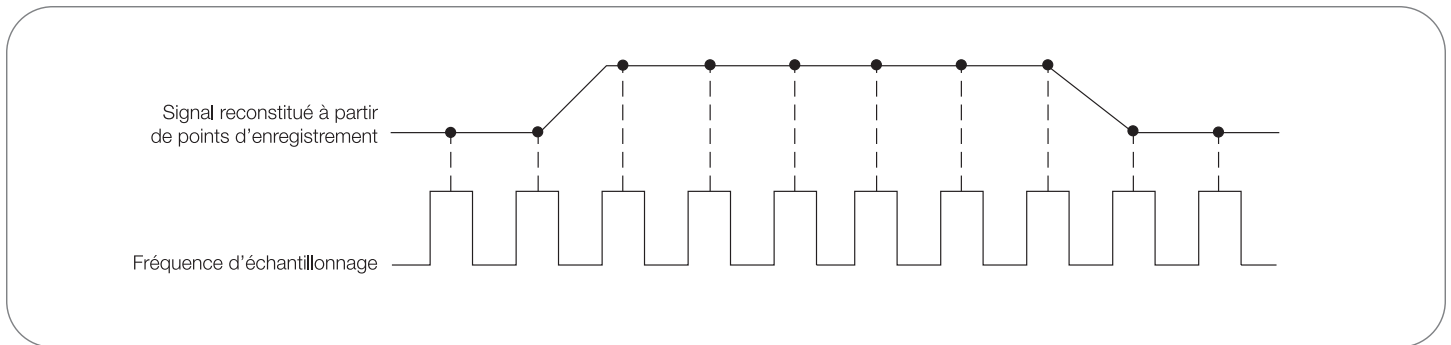 Signal reconstitué à partir
de points d'enregistrement
Fréquence d'échantillonnage